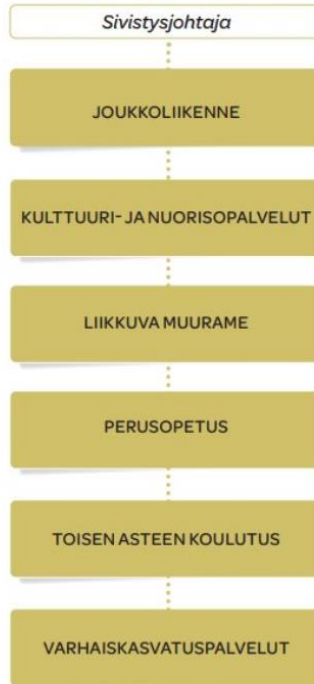 Sivistysjohtaja
JOUKKOLIIKENNE
KULTTUURI- JA NUORISOPALVELUT
LIIKKUVA MUURAME
PERUSOPETUS
TOISEN ASTEEN KOULUTUS
VARHAISKASVATUSPALVELUT